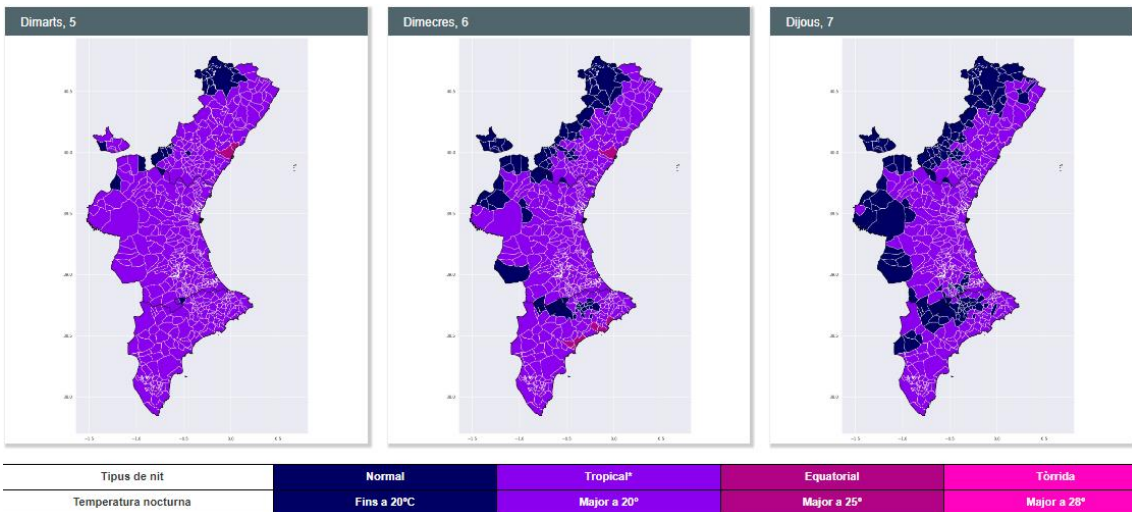 Dimarts, 5
Dimecres, 6
Dijous, 7
Tipus de nit Normal Tropical* Equatorial Tòrrida
Temperatura nocturna Fins a 20ºC Major a 20º Major a 25º Major a 28º